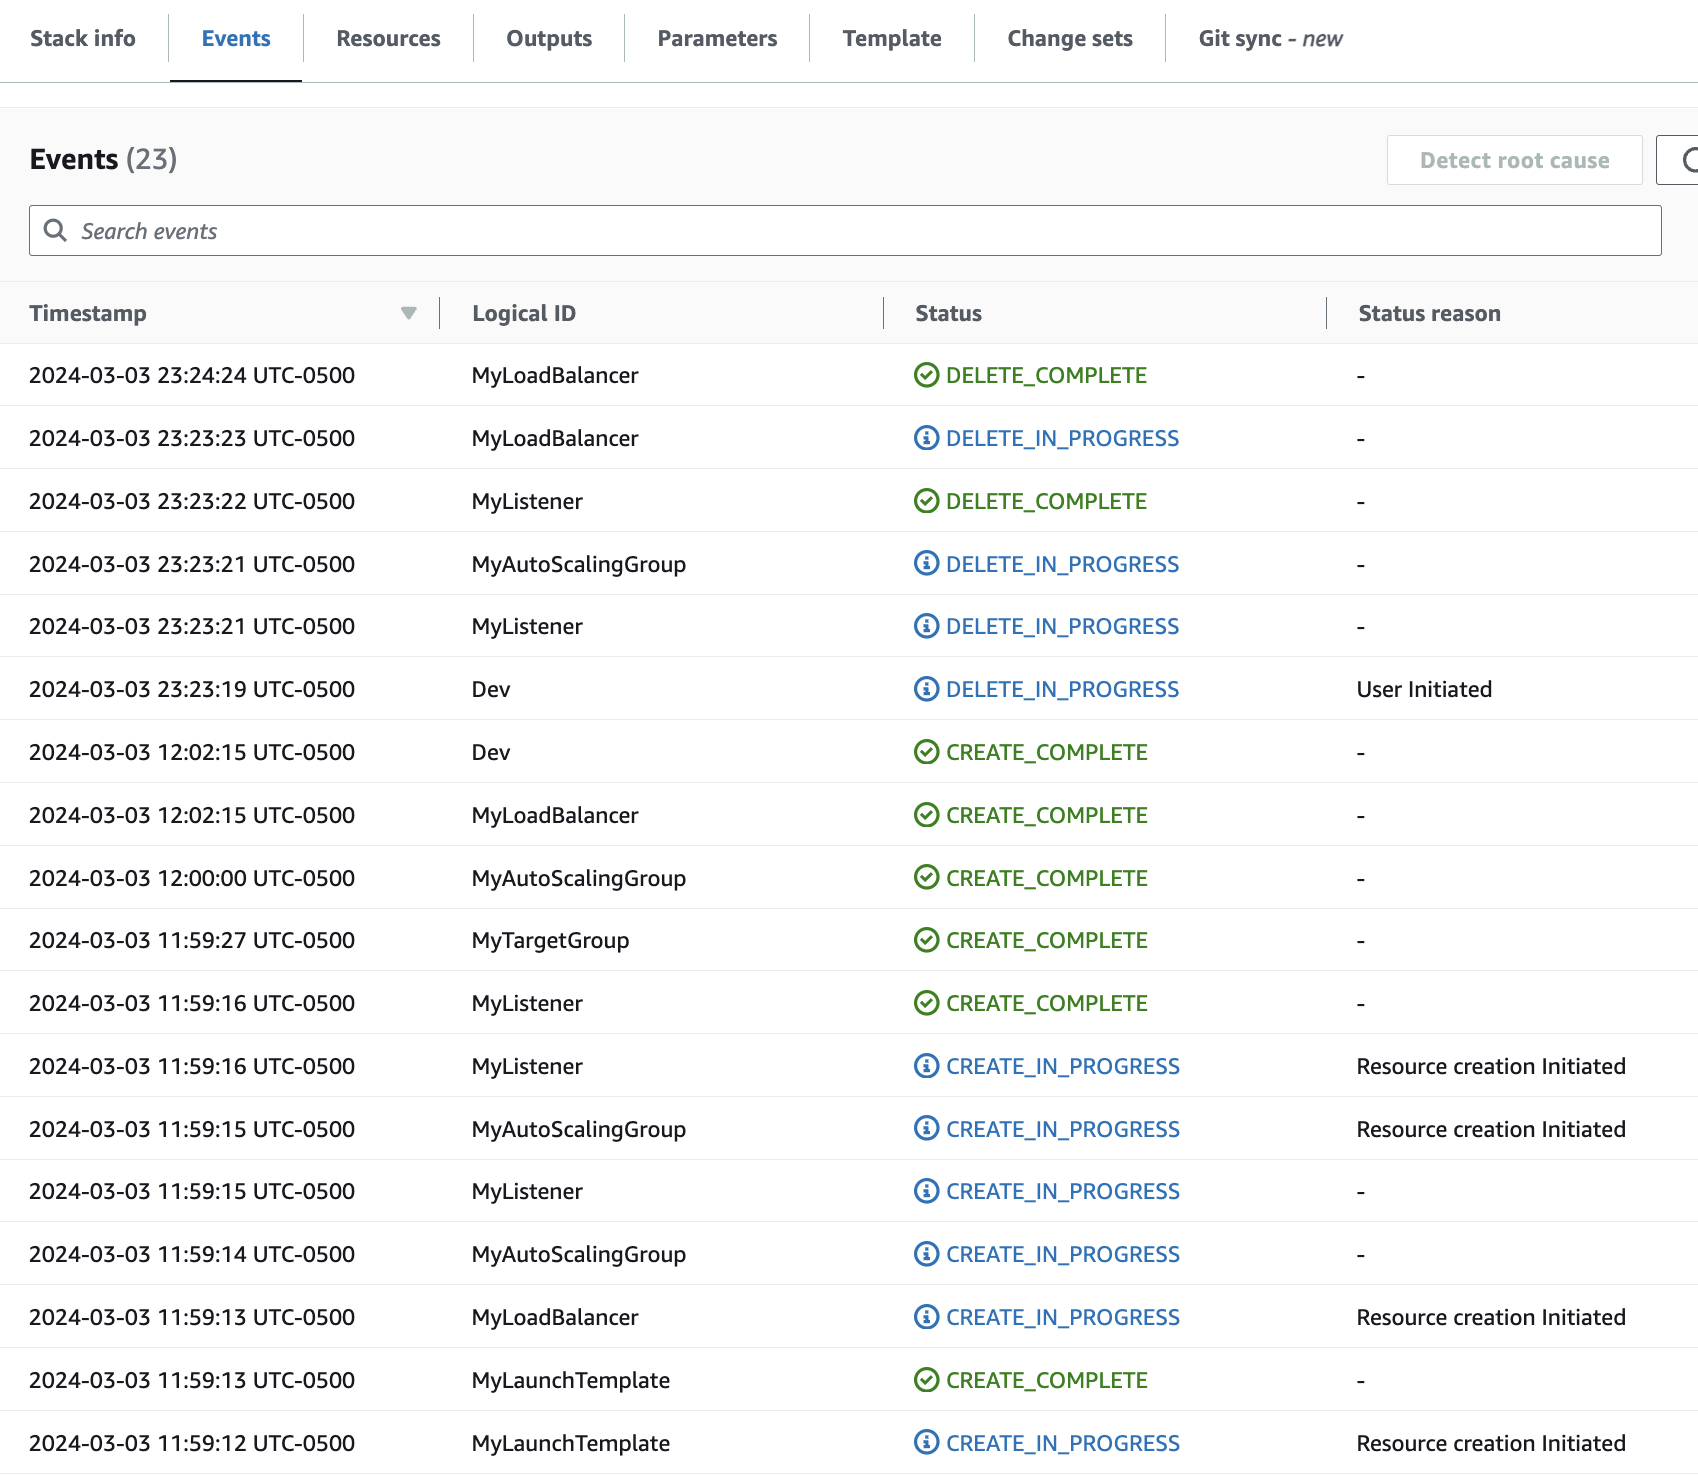 Stack info Events Resources Outputs Parameters Template Change sets Git sync - new
Events (23) Detect root cause
Search events
Timestamp Logical ID Status Status reason
2024-03-03 23:24:24 UTC-0500 MyLoadBalancer DELETE_COMPLETE -
2024-03-03 23:23:23 UTC-0500 MyLoadBalancer DELETE_IN_PROGRESS -
2024-03-03 23:23:22 UTC-0500 MyListener DELETE_COMPLETE -
2024-03-03 23:23:21 UTC-0500 MyAutoScalingGroup DELETE_IN_PROGRESS -
2024-03-03 23:23:21 UTC-0500 MyListener DELETE_IN_PROGRESS -
2024-03-03 23:23:19 UTC-0500 Dev DELETE_IN_PROGRESS User Initiated
2024-03-03 12:02:15 UTC-0500 Dev CREATE_COMPLETE -
2024-03-03 12:02:15 UTC-0500 MyLoadBalancer CREATE_COMPLETE -
2024-03-03 12:00:00 UTC-0500 MyAutoScalingGroup CREATE_COMPLETE -
2024-03-03 11:59:27 UTC-0500 MyTargetGroup CREATE_COMPLETE -
2024-03-03 11:59:16 UTC-0500 MyListener CREATE_COMPLETE -
2024-03-03 11:59:16 UTC-0500 MyListener CREATE_IN_PROGRESS Resource creation Initiated
2024-03-03 11:59:15 UTC-0500 MyAutoScalingGroup CREATE_IN_PROGRESS Resource creation Initiated
2024-03-03 11:59:15 UTC-0500 MyListener CREATE_IN_PROGRESS -
2024-03-03 11:59:14 UTC-0500 MyAutoScalingGroup CREATE_IN_PROGRESS -
2024-03-03 11:59:13 UTC-0500 MyLoadBalancer CREATE_IN_PROGRESS Resource creation Initiated
2024-03-03 11:59:13 UTC-0500 MyLaunchTemplate CREATE_COMPLETE -
2024-03-03 11:59:12 UTC-0500 MyLaunchTemplate CREATE_IN_PROGRESS Resource creation Initiated